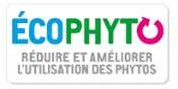 ÉCOPHYTO
RÉDUIRE ET AMÉLIORER
L'UTILISATION DES PHYTOS